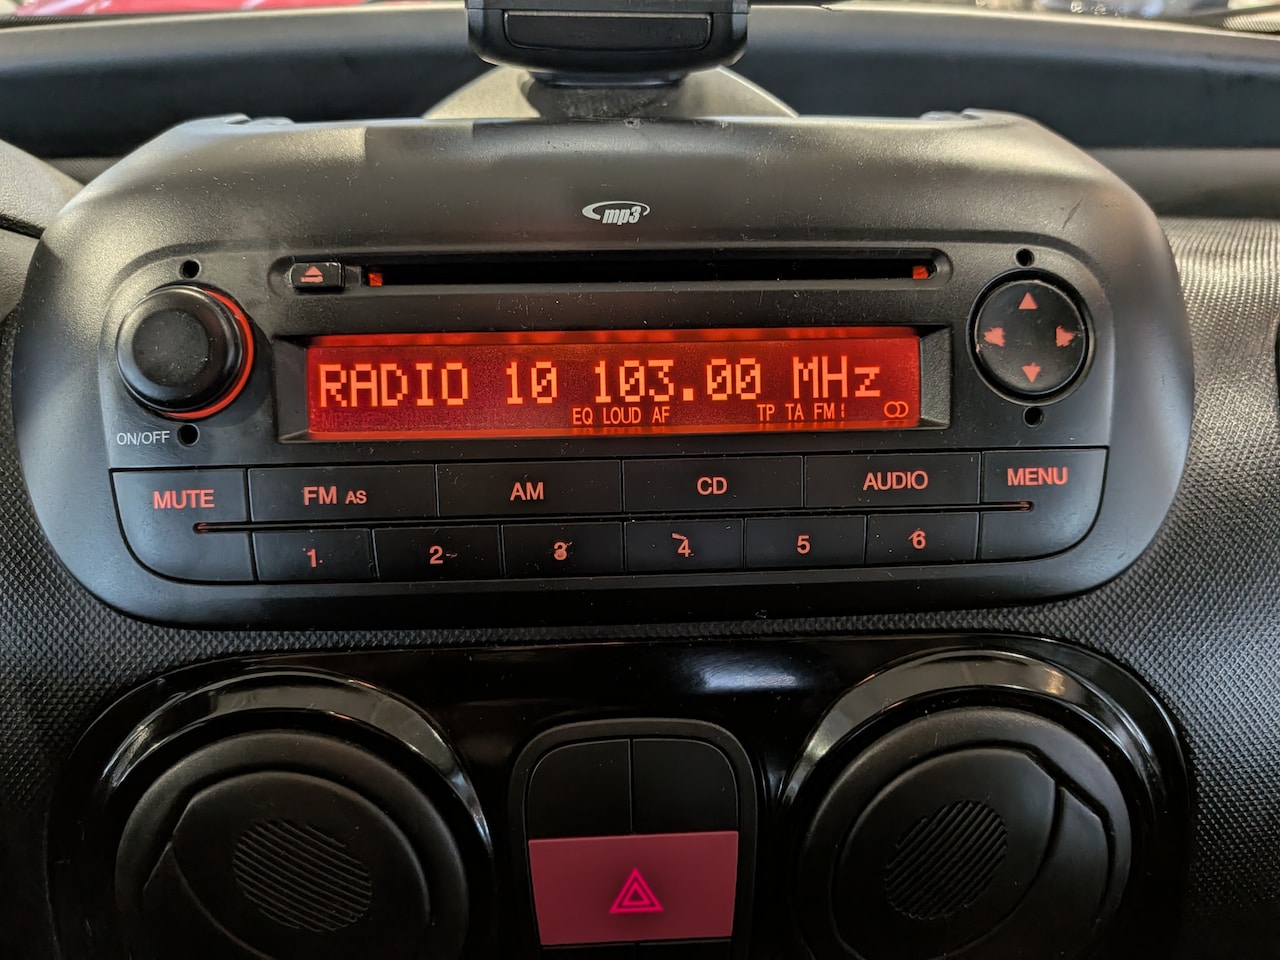 mp3
RADIO 10 103.00 MHz
EQ LOUD AF TP TA FM1
ON/OFF
MUTE FM AS AM CD AUDIO MENU
1 2 3 4 5 6